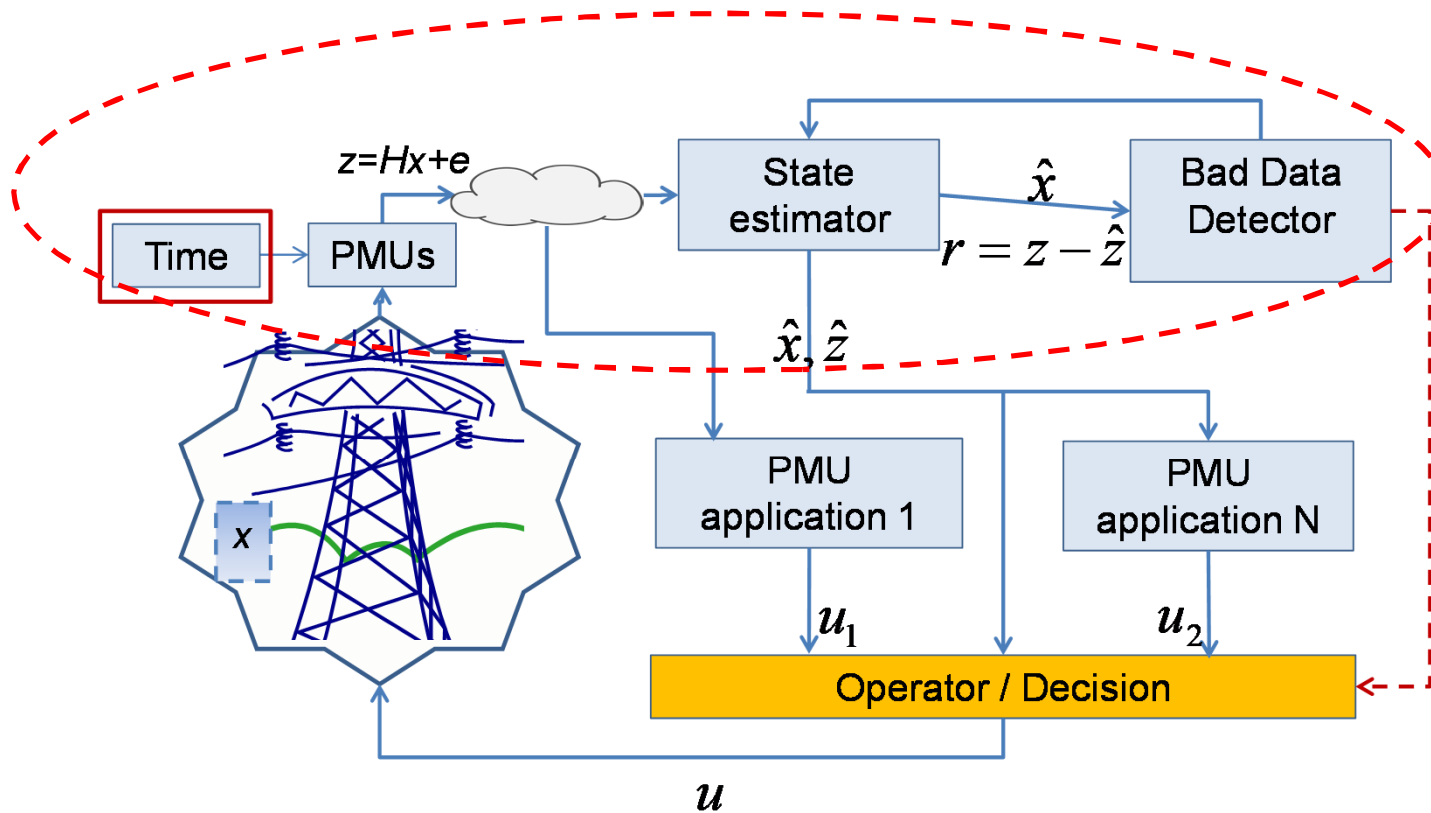 z=Hx+e
State
estimator
x̂
Bad Data
Detector
Time
PMUs
r = z − ẑ
x̂, ẑ
x
PMU
application 1
PMU
application N
u₁
u₂
Operator / Decision
u